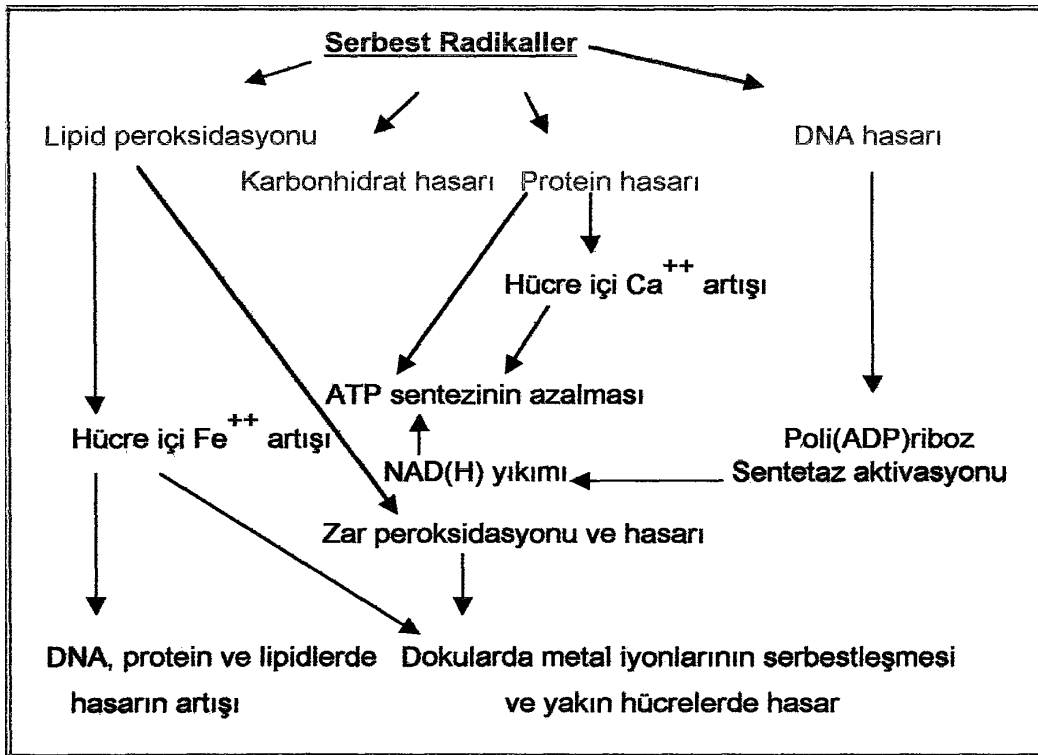 Serbest Radikaller
Lipid peroksidasyonu
DNA hasarı
Karbonhidrat hasarı
Protein hasarı
Hücre içi Ca++ artışı
ATP sentezinin azalması
Hücre içi Fe++ artışı
Poli(ADP)riboz
Sentetaz aktivasyonu
NAD(H) yıkımı
Zar peroksidasyonu ve hasarı
DNA, protein ve lipidlerde
hasarın artışı
Dokularda metal iyonlarının serbestleşmesi
ve yakın hücrelerde hasar